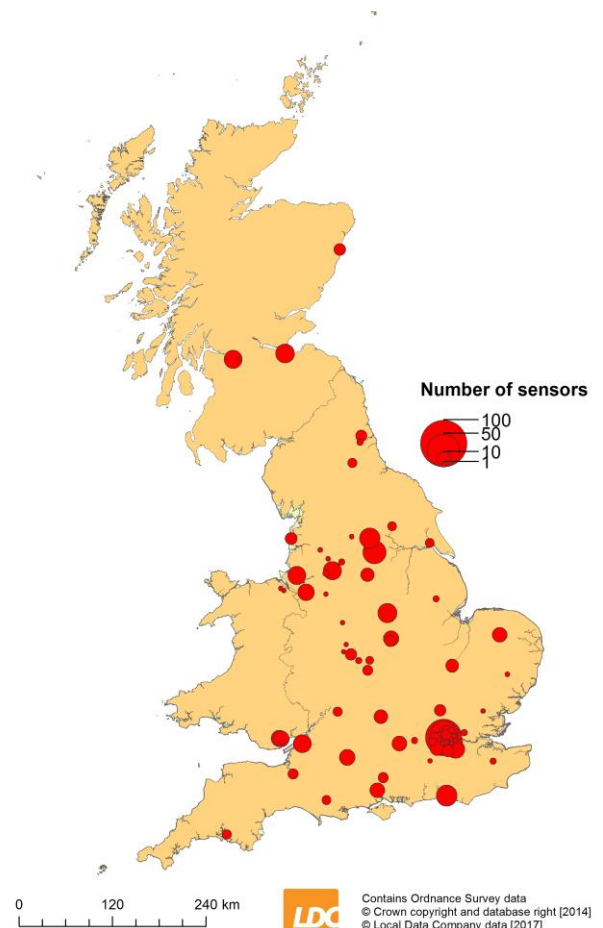 Number of sensors
100
50
10
1
0 120 240 km
LDC
Contains Ordnance Survey data
© Crown copyright and database right [2014]
© Local Data Company data [2017]